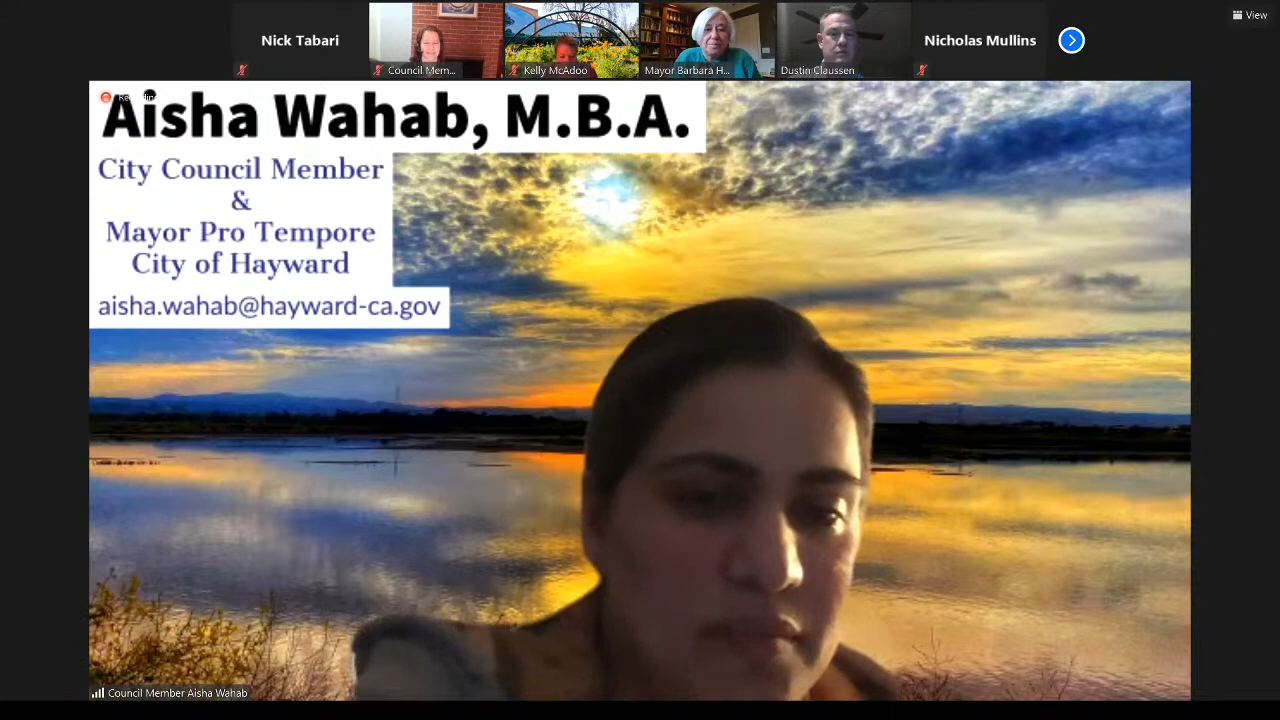 View
Nick Tabari
Nicholas Mullins
Council Mem...
Kelly McAdoo
Mayor Barbara H...
Dustin Claussen
Aisha Wahab, M.B.A.
City Council Member
&
Mayor Pro Tempore
City of Hayward
aisha.wahab@hayward-ca.gov
Council Member Aisha Wahab